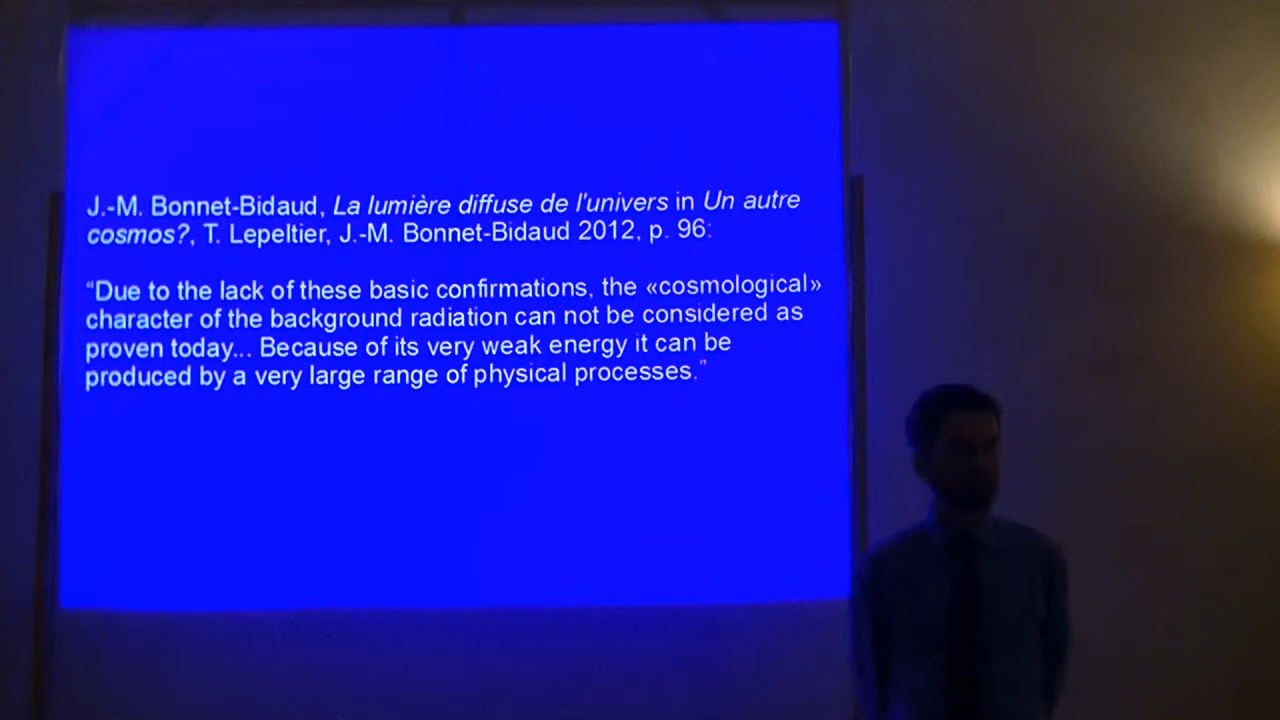 J.-M. Bonnet-Bidaud, La lumière diffuse de l'univers in Un autre
cosmos?, T. Lepeltier, J.-M. Bonnet-Bidaud 2012, p. 96:
“Due to the lack of these basic confirmations, the «cosmological»
character of the background radiation can not be considered as
proven today... Because of its very weak energy it can be
produced by a very large range of physical processes.”